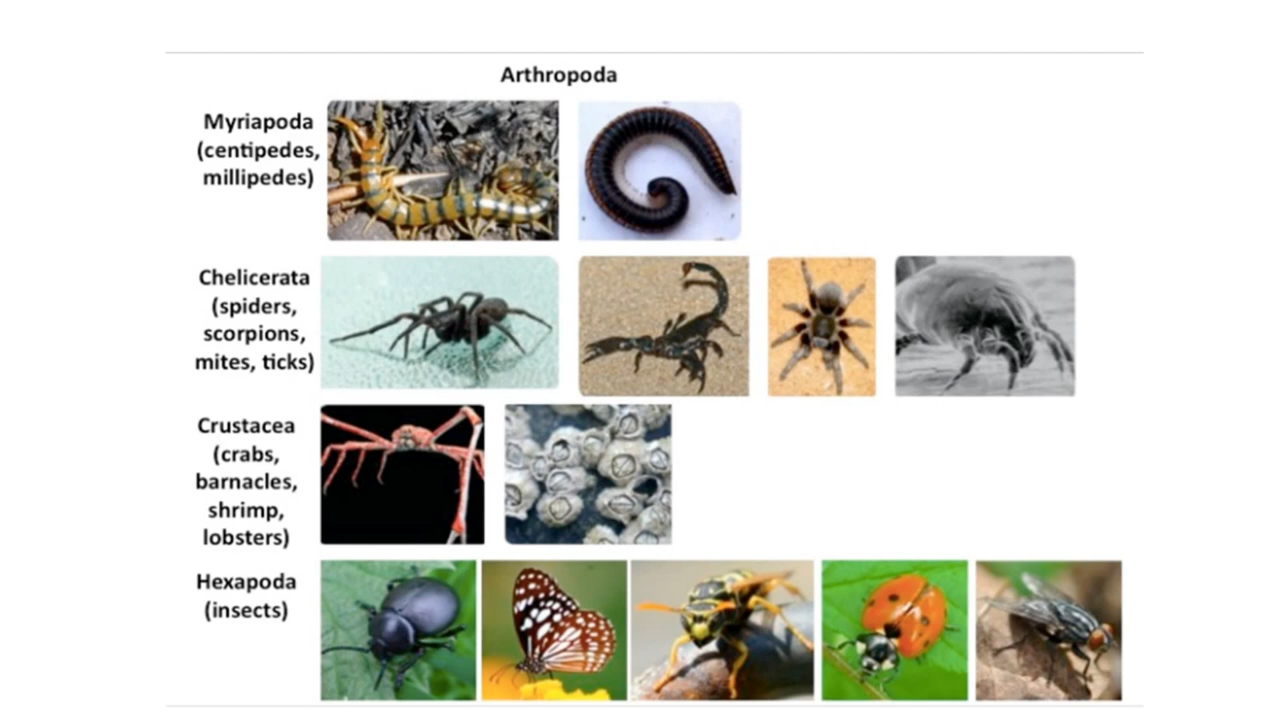 Arthropoda
Myriapoda
(centipedes,
millipedes)
Chelicerata
(spiders,
scorpions,
mites, ticks)
Crustacea
(crabs,
barnacles,
shrimp,
lobsters)
Hexapoda
(insects)